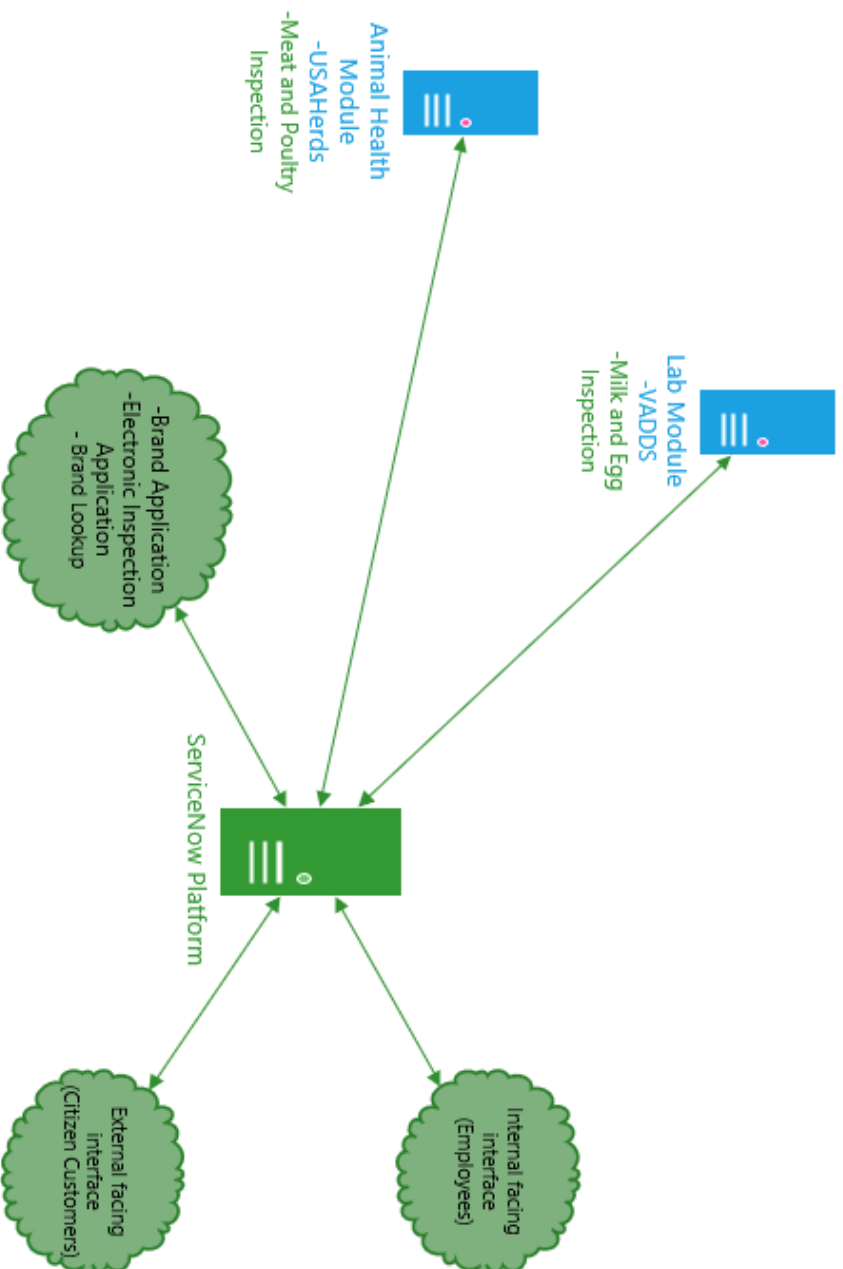 Lab Module
-VADDS
-Milk and Egg
Inspection
Animal Health
Module
-USAHerds
-Meat and Poultry
Inspection
Internal facing
interface
(Employees)
ServiceNow Platform
-Brand Application
-Electronic Inspection
Application
- Brand Lookup
External facing
interface
(Citizen Customers)